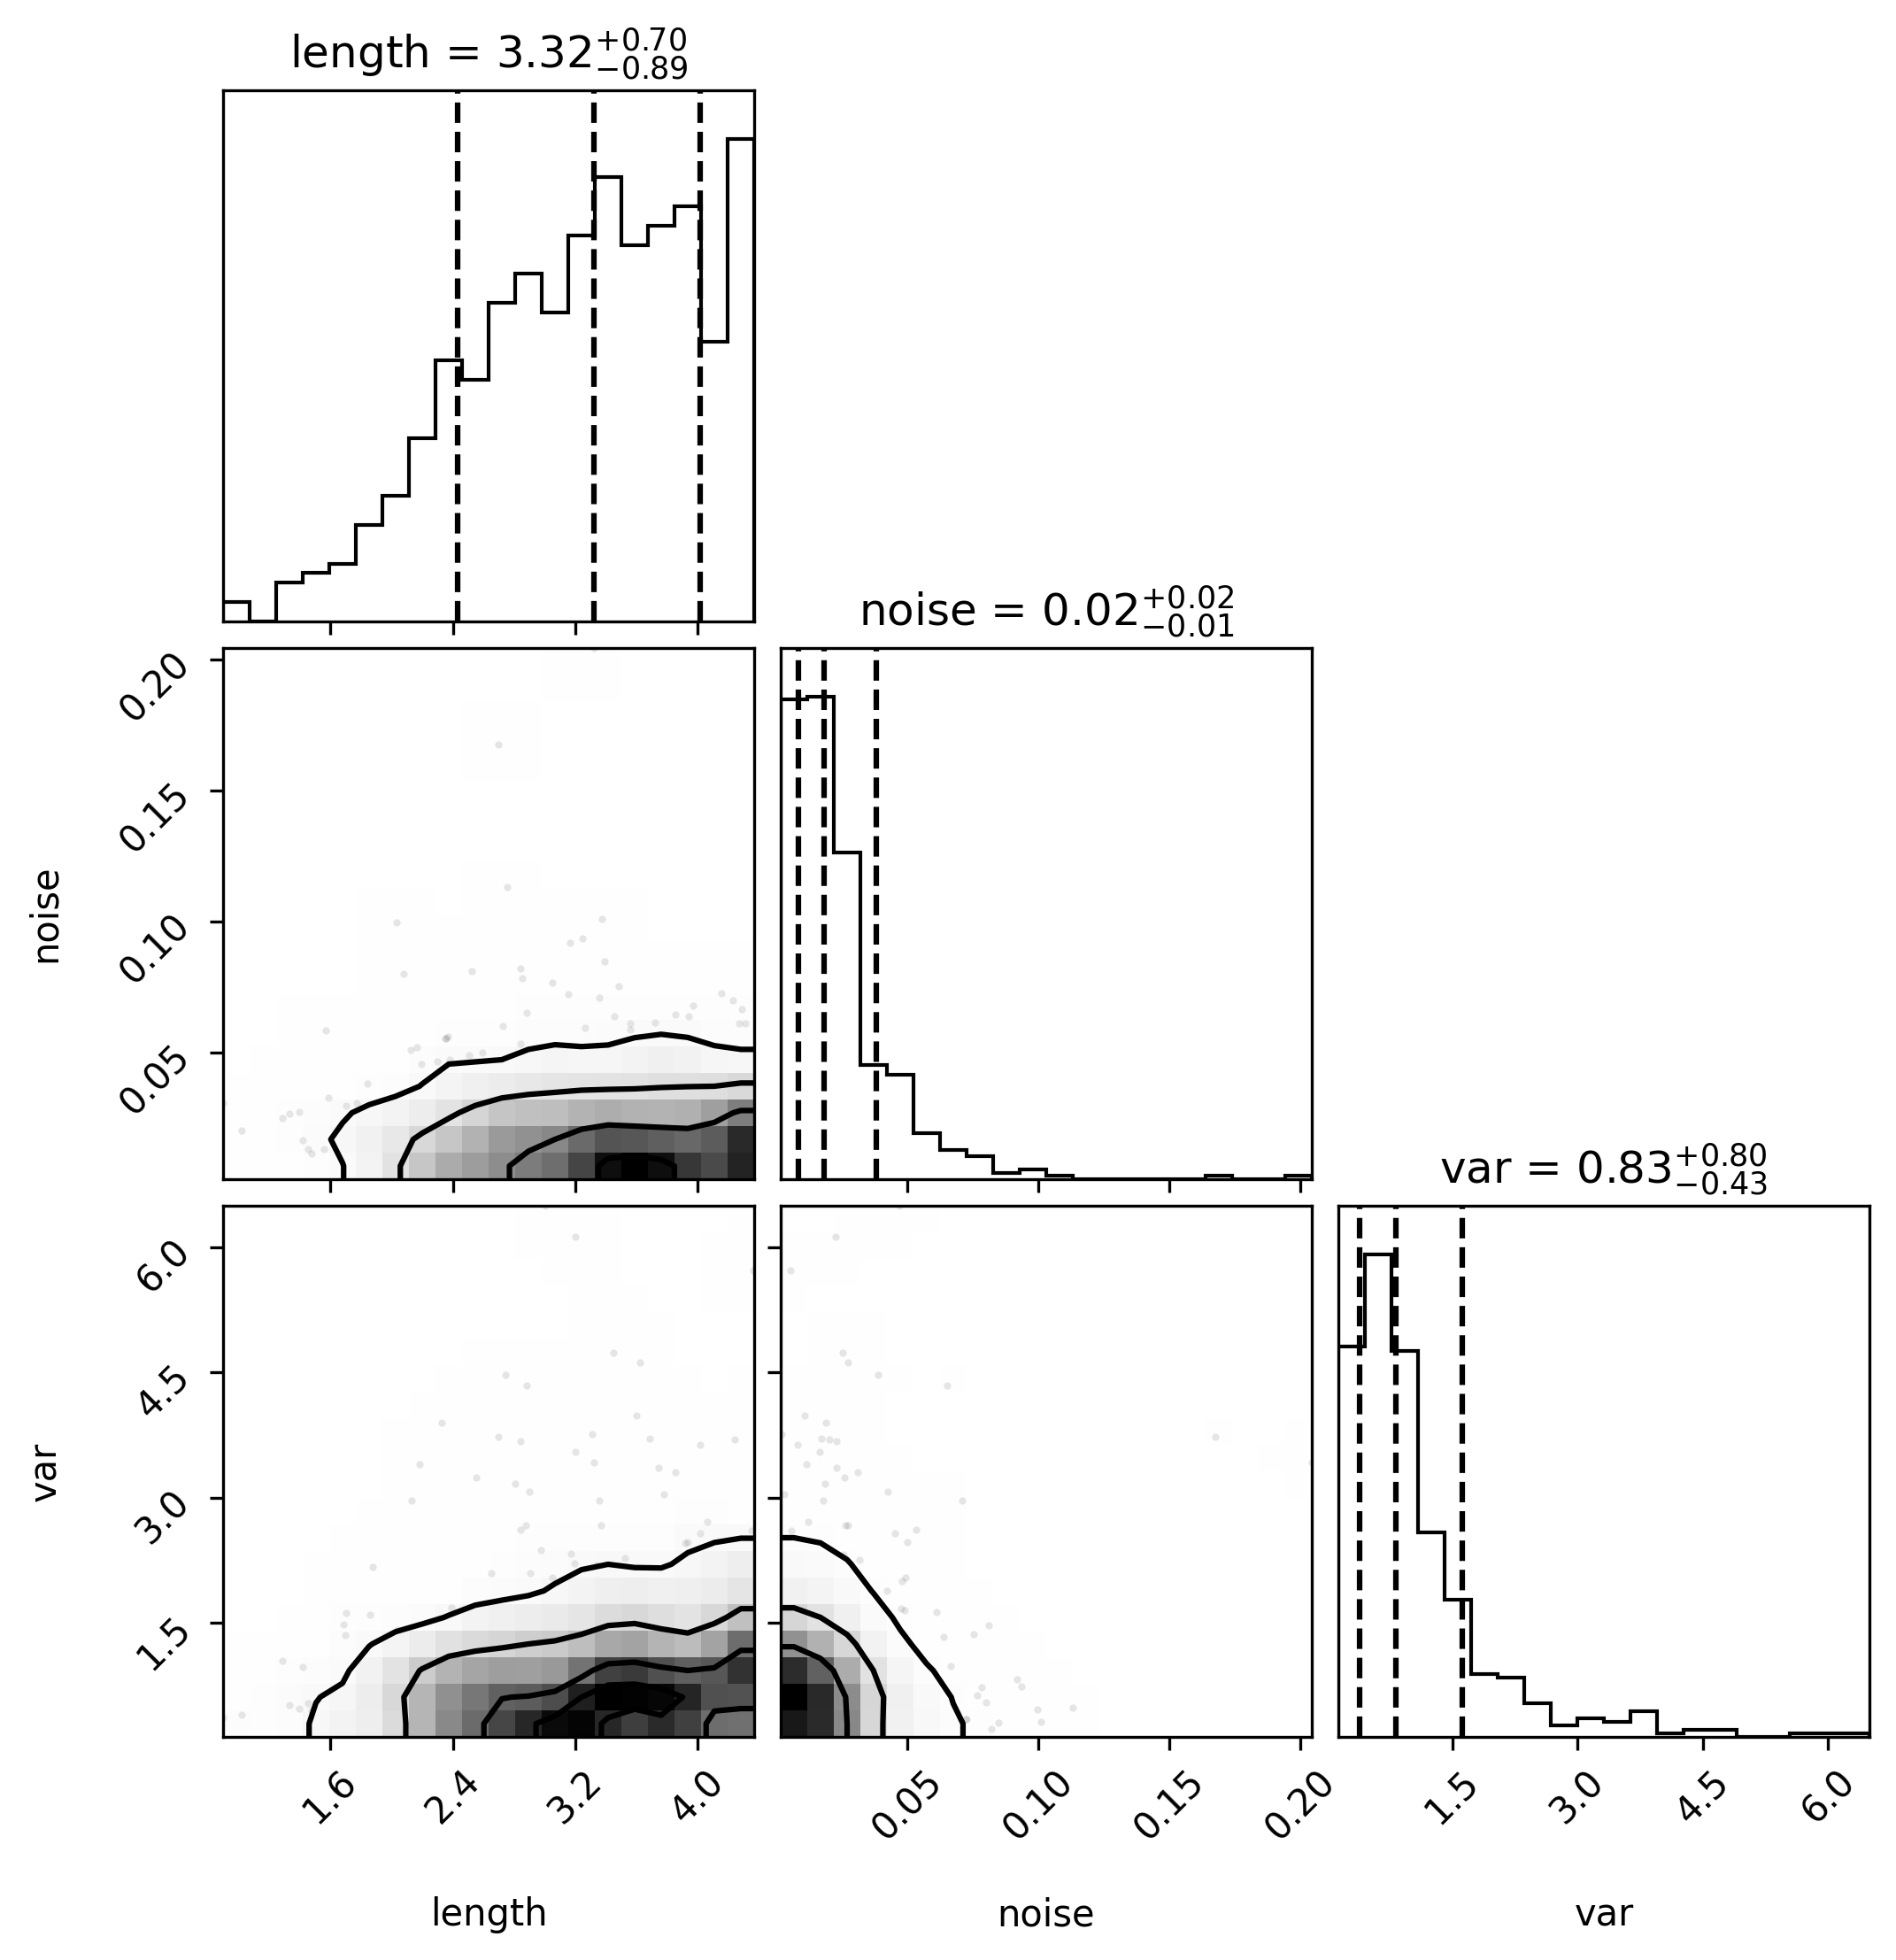 length = 3.32 +0.70 −0.89
noise = 0.02 +0.02 −0.01
0.20
0.15
0.10
0.05
noise
var = 0.83 +0.80 −0.43
6.0
4.5
3.0
1.5
var
1.6 2.4 3.2 4.0 0.05 0.10 0.15 0.20 1.5 3.0 4.5 6.0
length noise var